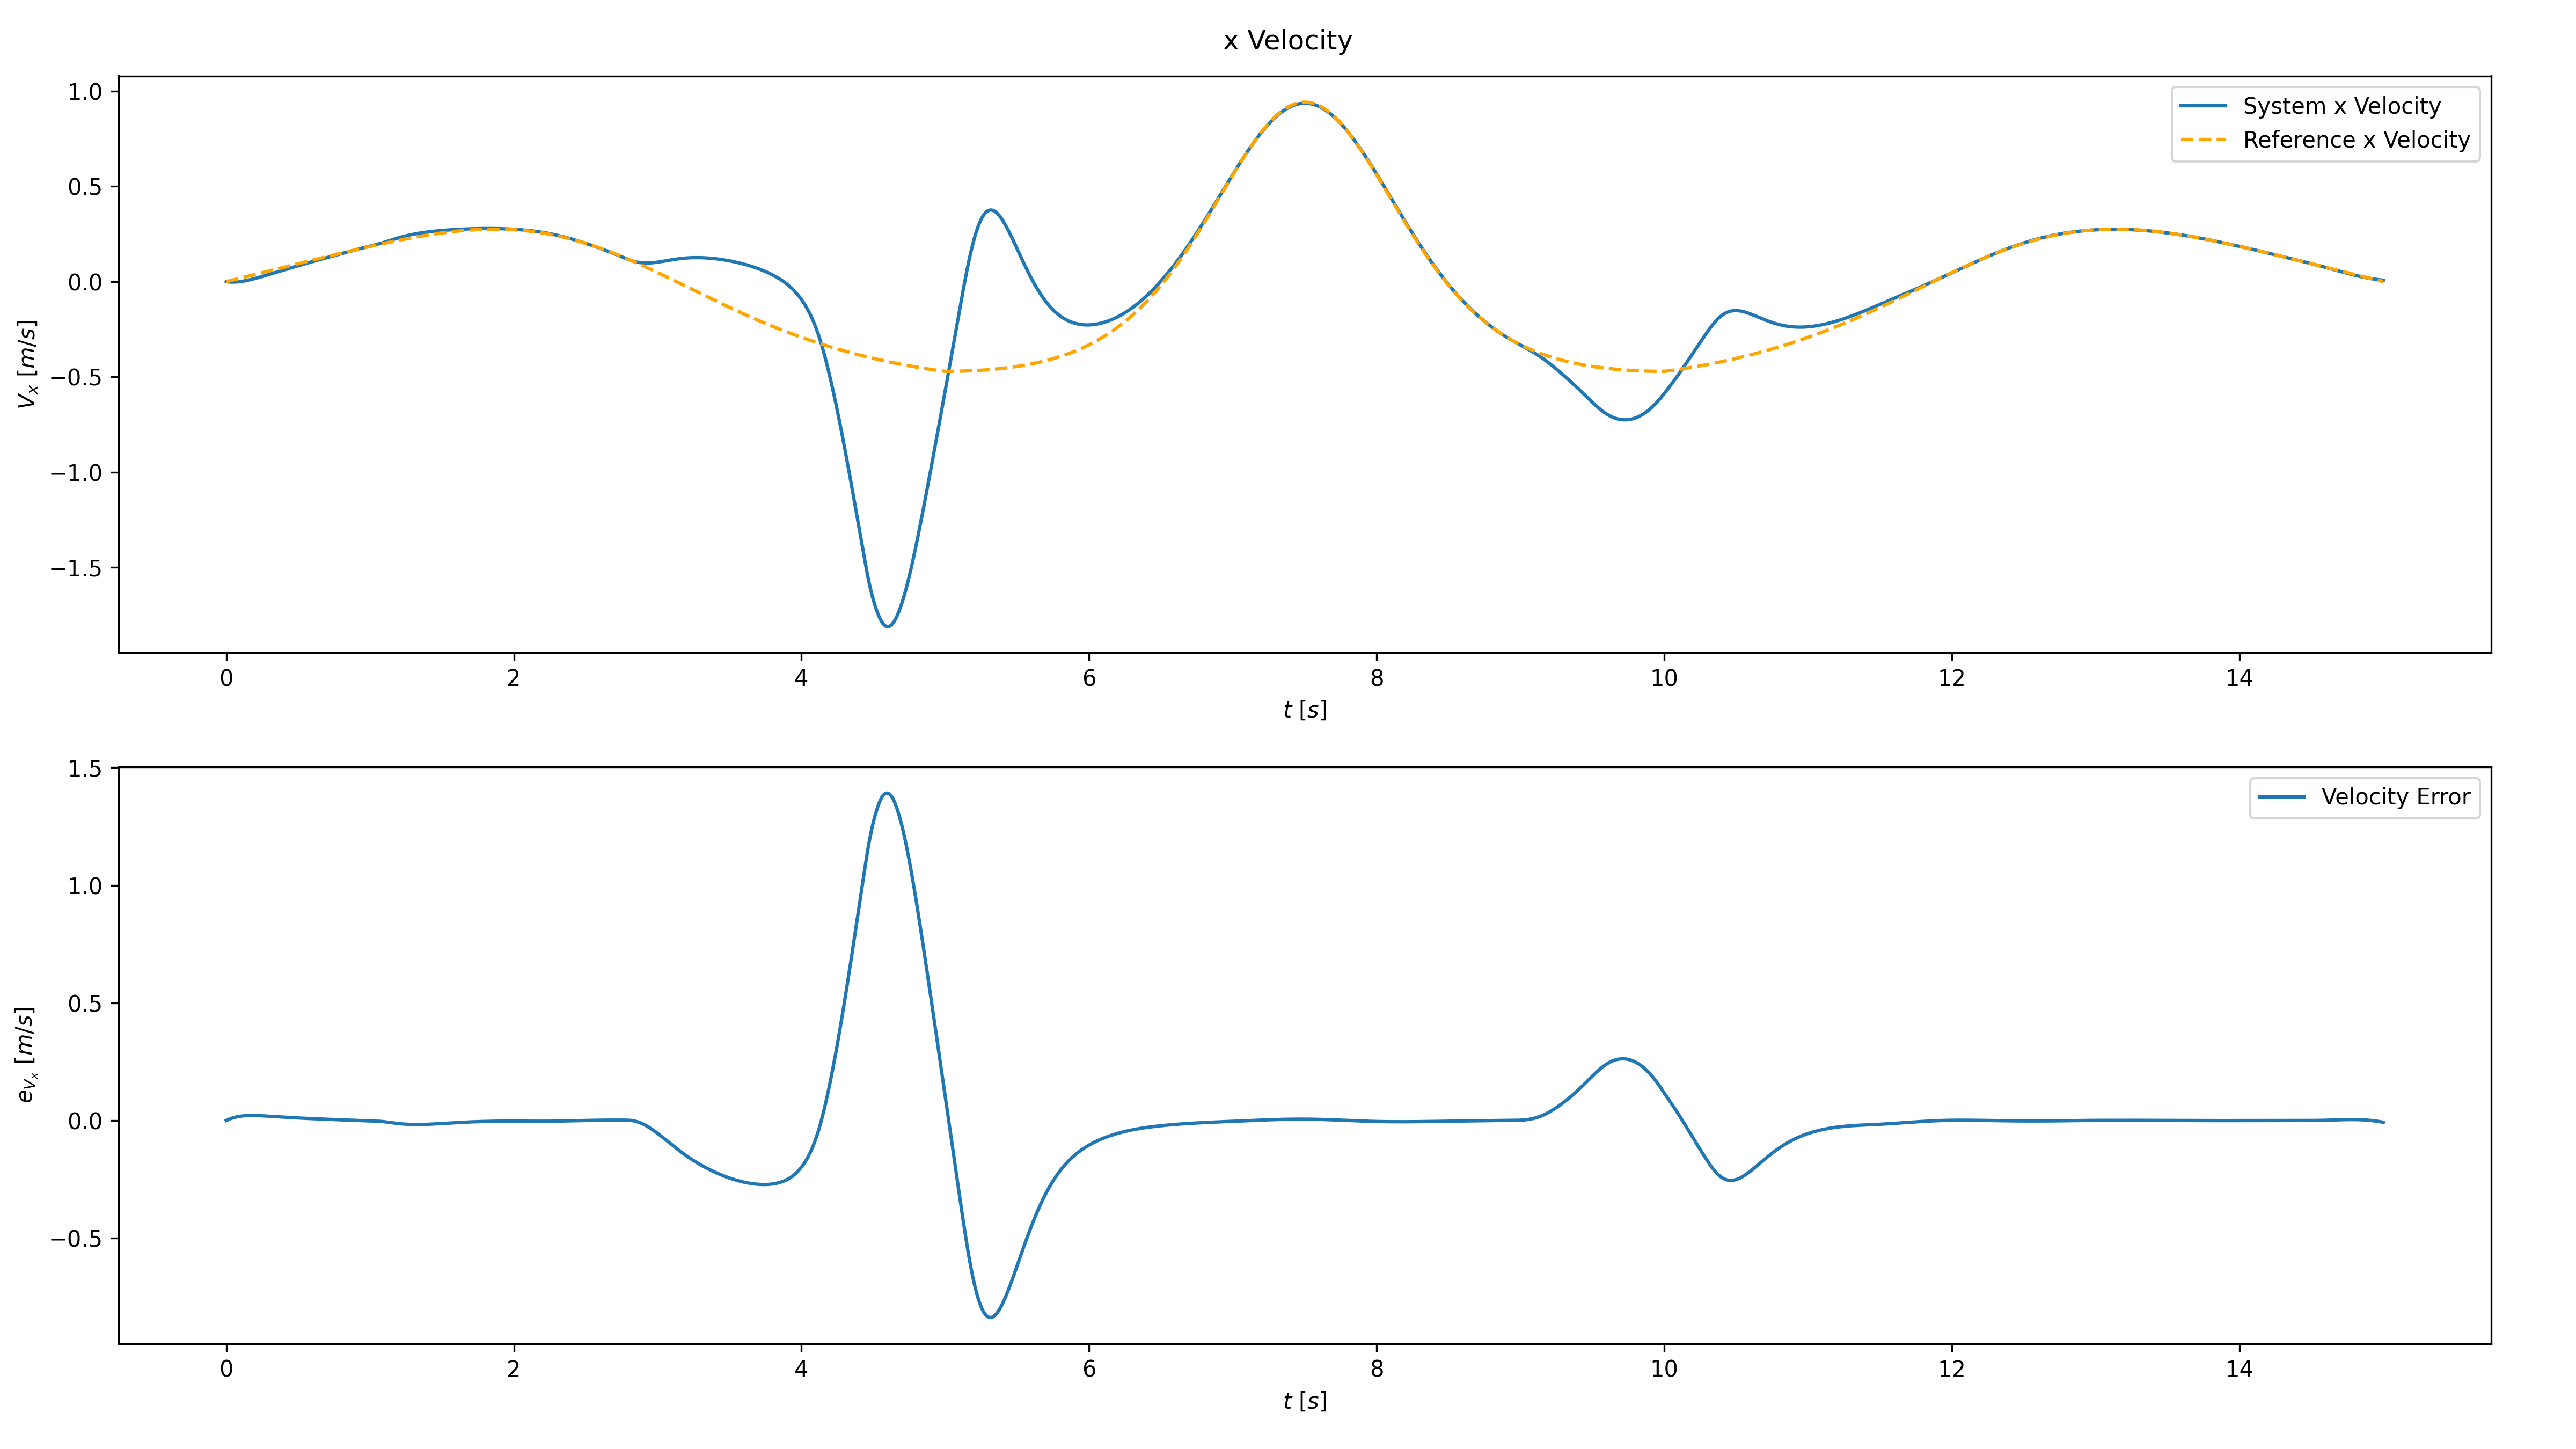 x Velocity
1.0
0.5
0.0
−0.5
−1.0
−1.5
V_x [m/s]
System x Velocity
Reference x Velocity
0 2 4 6 8 10 12 14
t [s]
1.5
1.0
0.5
0.0
−0.5
e_{V_x} [m/s]
Velocity Error
0 2 4 6 8 10 12 14
t [s]